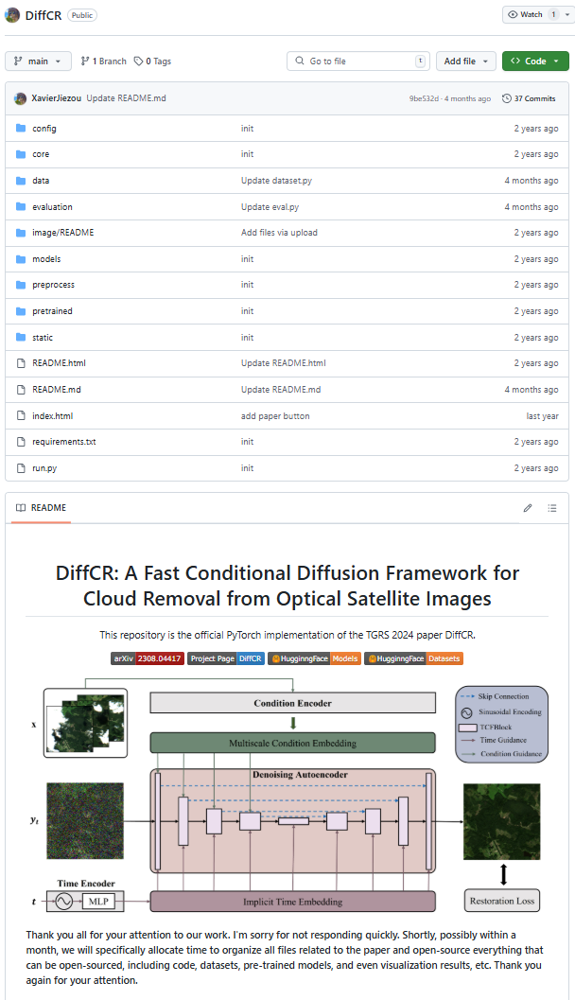 DiffCR Public Watch 1
main 1 Branch 0 Tags Go to file t Add file Code
XavierJiezou Update README.md 9be532d · 4 months ago 37 Commits
config init 2 years ago
core init 2 years ago
data Update dataset.py 4 months ago
evaluation Update eval.py 4 months ago
image/README Add files via upload 2 years ago
models init 2 years ago
preprocess init 2 years ago
pretrained init 2 years ago
static init 2 years ago
README.html Update README.html 2 years ago
README.md Update README.md 4 months ago
index.html add paper button last year
requirements.txt init 2 years ago
run.py init 2 years ago
README
DiffCR: A Fast Conditional Diffusion Framework for
Cloud Removal from Optical Satellite Images
This repository is the official PyTorch implementation of the TGRS 2024 paper DiffCR.
arXiv 2308.04417 Project Page DiffCR HugginngFace Models HugginngFace Datasets
x
Condition Encoder
Multiscale Condition Embedding
Skip Connection
Sinusoidal Encoding
TCFBlock
Time Guidance
Condition Guidance
Denoising Autoencoder
yt
Time Encoder
t
MLP
Implicit Time Embedding
Restoration Loss
Thank you all for your attention to our work. I'm sorry for not responding quickly. Shortly, possibly within a
month, we will specifically allocate time to organize all files related to the paper and open-source everything that
can be open-sourced, including code, datasets, pre-trained models, and even visualization results, etc. Thank you
again for your attention.